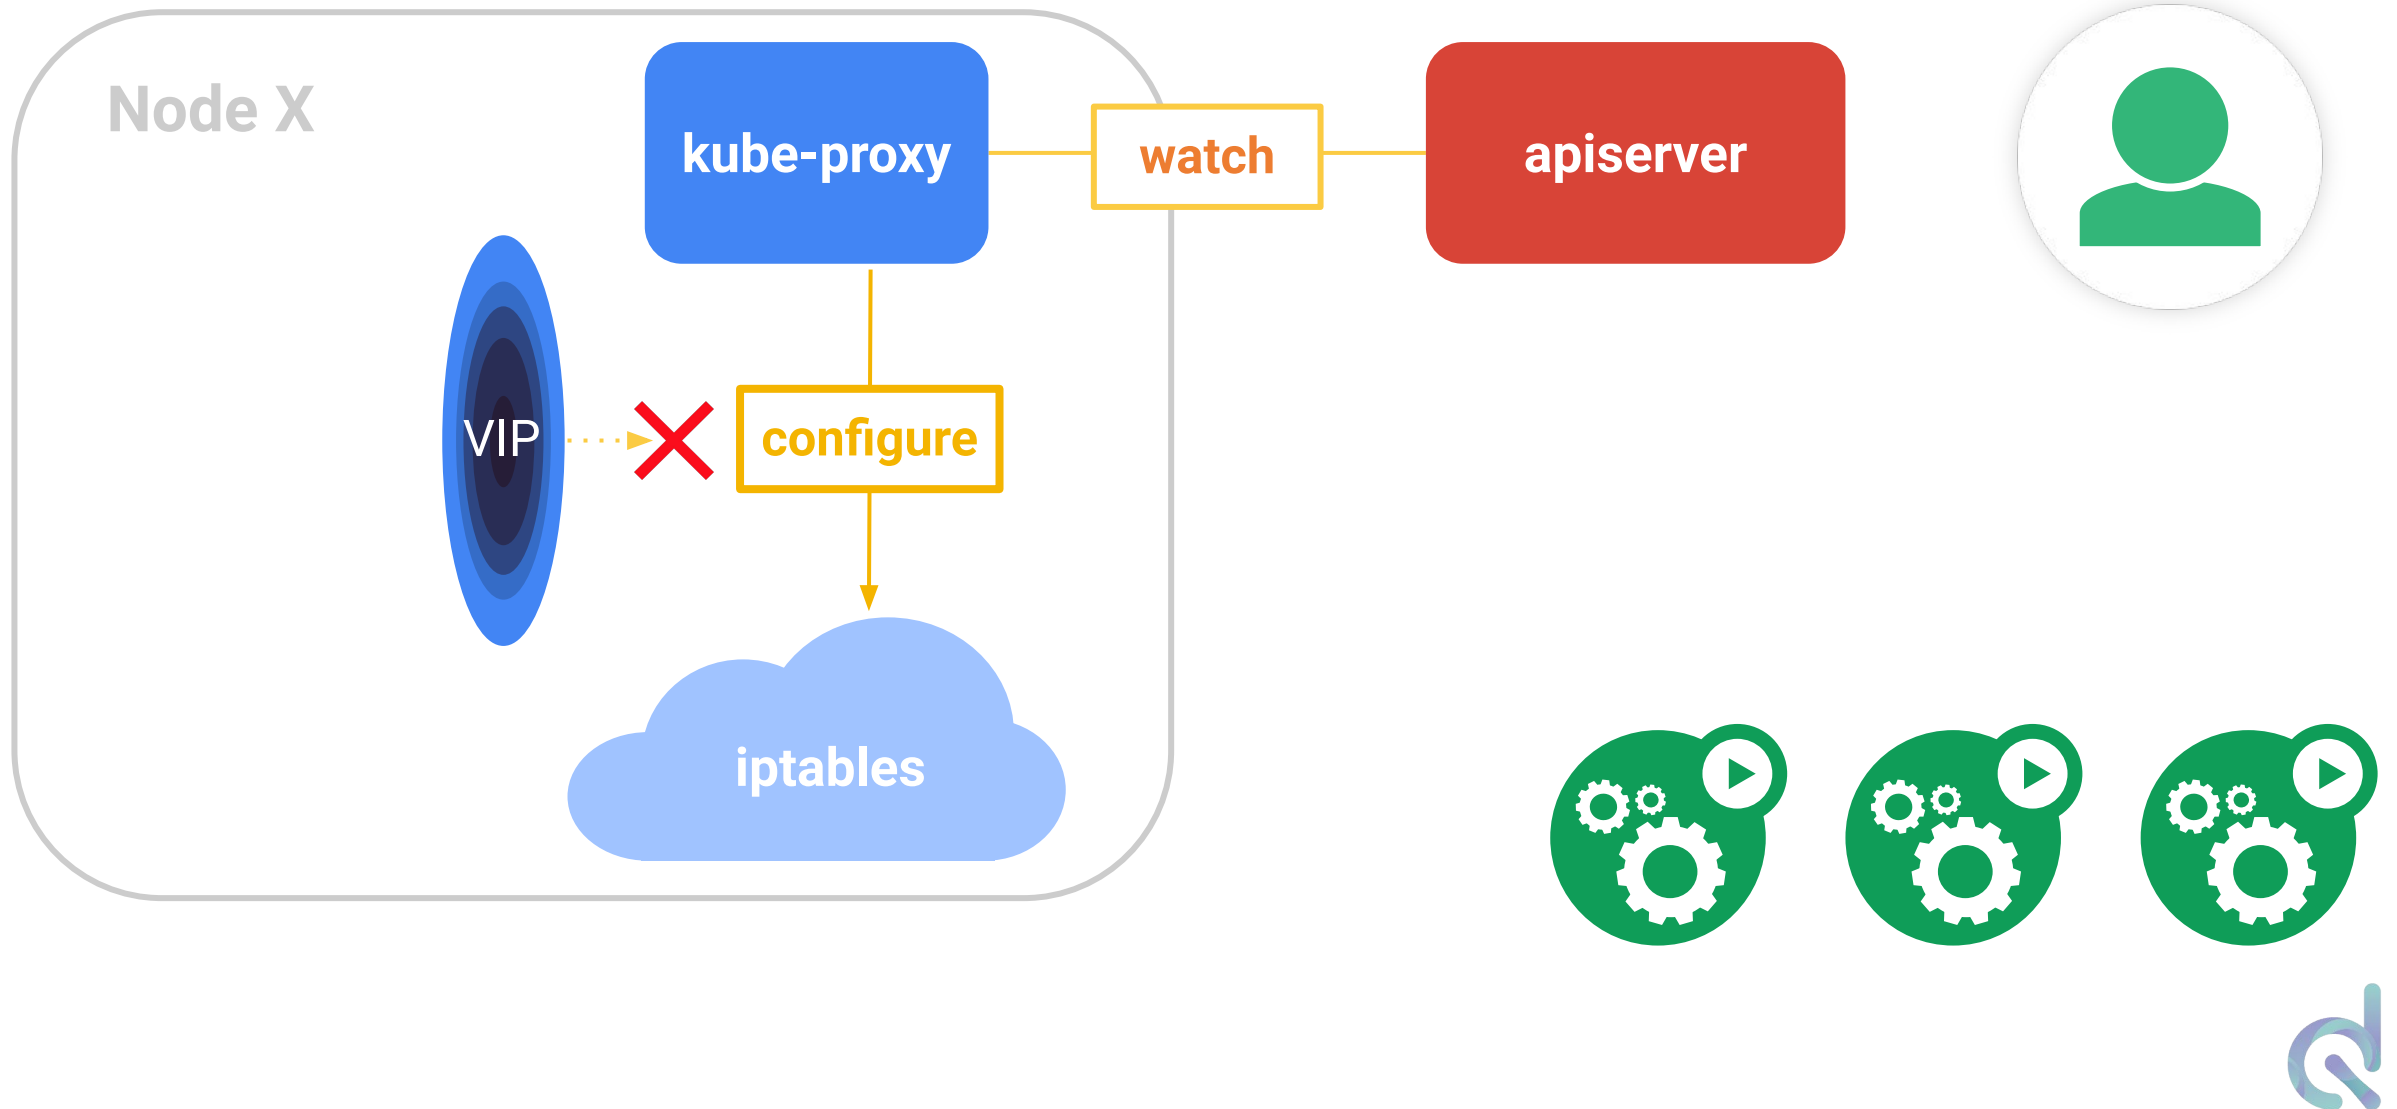 Node X
kube-proxy
watch
apiserver
VIP
configure
iptables